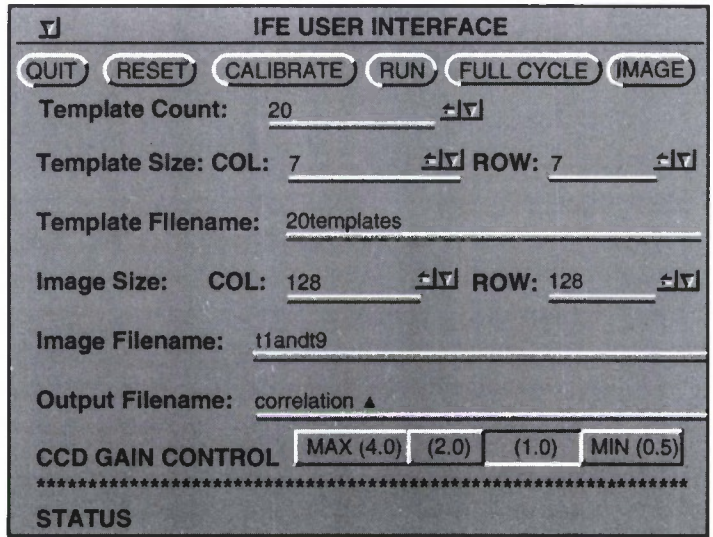 IFE USER INTERFACE
QUIT RESET CALIBRATE RUN FULL CYCLE IMAGE
Template Count: 20
Template Size: COL: 7 ROW: 7
Template Filename: 20templates
Image Size: COL: 128 ROW: 128
Image Filename: t1andt9
Output Filename: correlation
CCD GAIN CONTROL MAX (4.0) (2.0) (1.0) MIN (0.5)
****************************************************************
STATUS